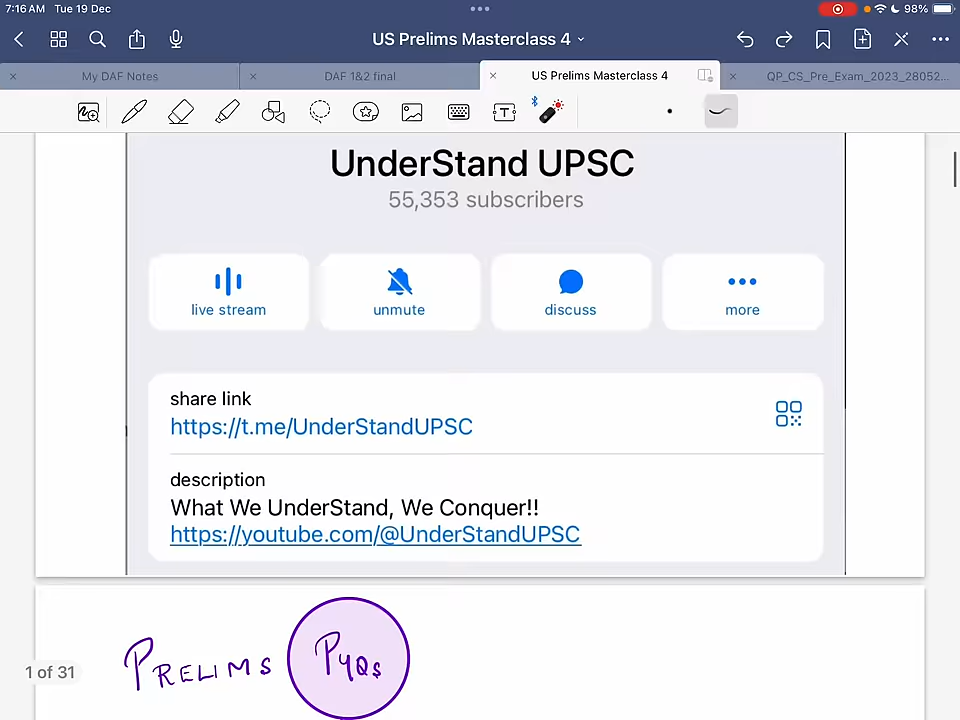 7:16 AM Tue 19 Dec
98%
US Prelims Masterclass 4
My DAF Notes
DAF 1&2 final
US Prelims Masterclass 4
QP_CS_Pre_Exam_2023_28052...
UnderStand UPSC
55,353 subscribers
live stream
unmute
discuss
more
share link
https://t.me/UnderStandUPSC
description
What We UnderStand, We Conquer!!
https://youtube.com/@UnderStandUPSC
1 of 31
PRELIMS PYQs